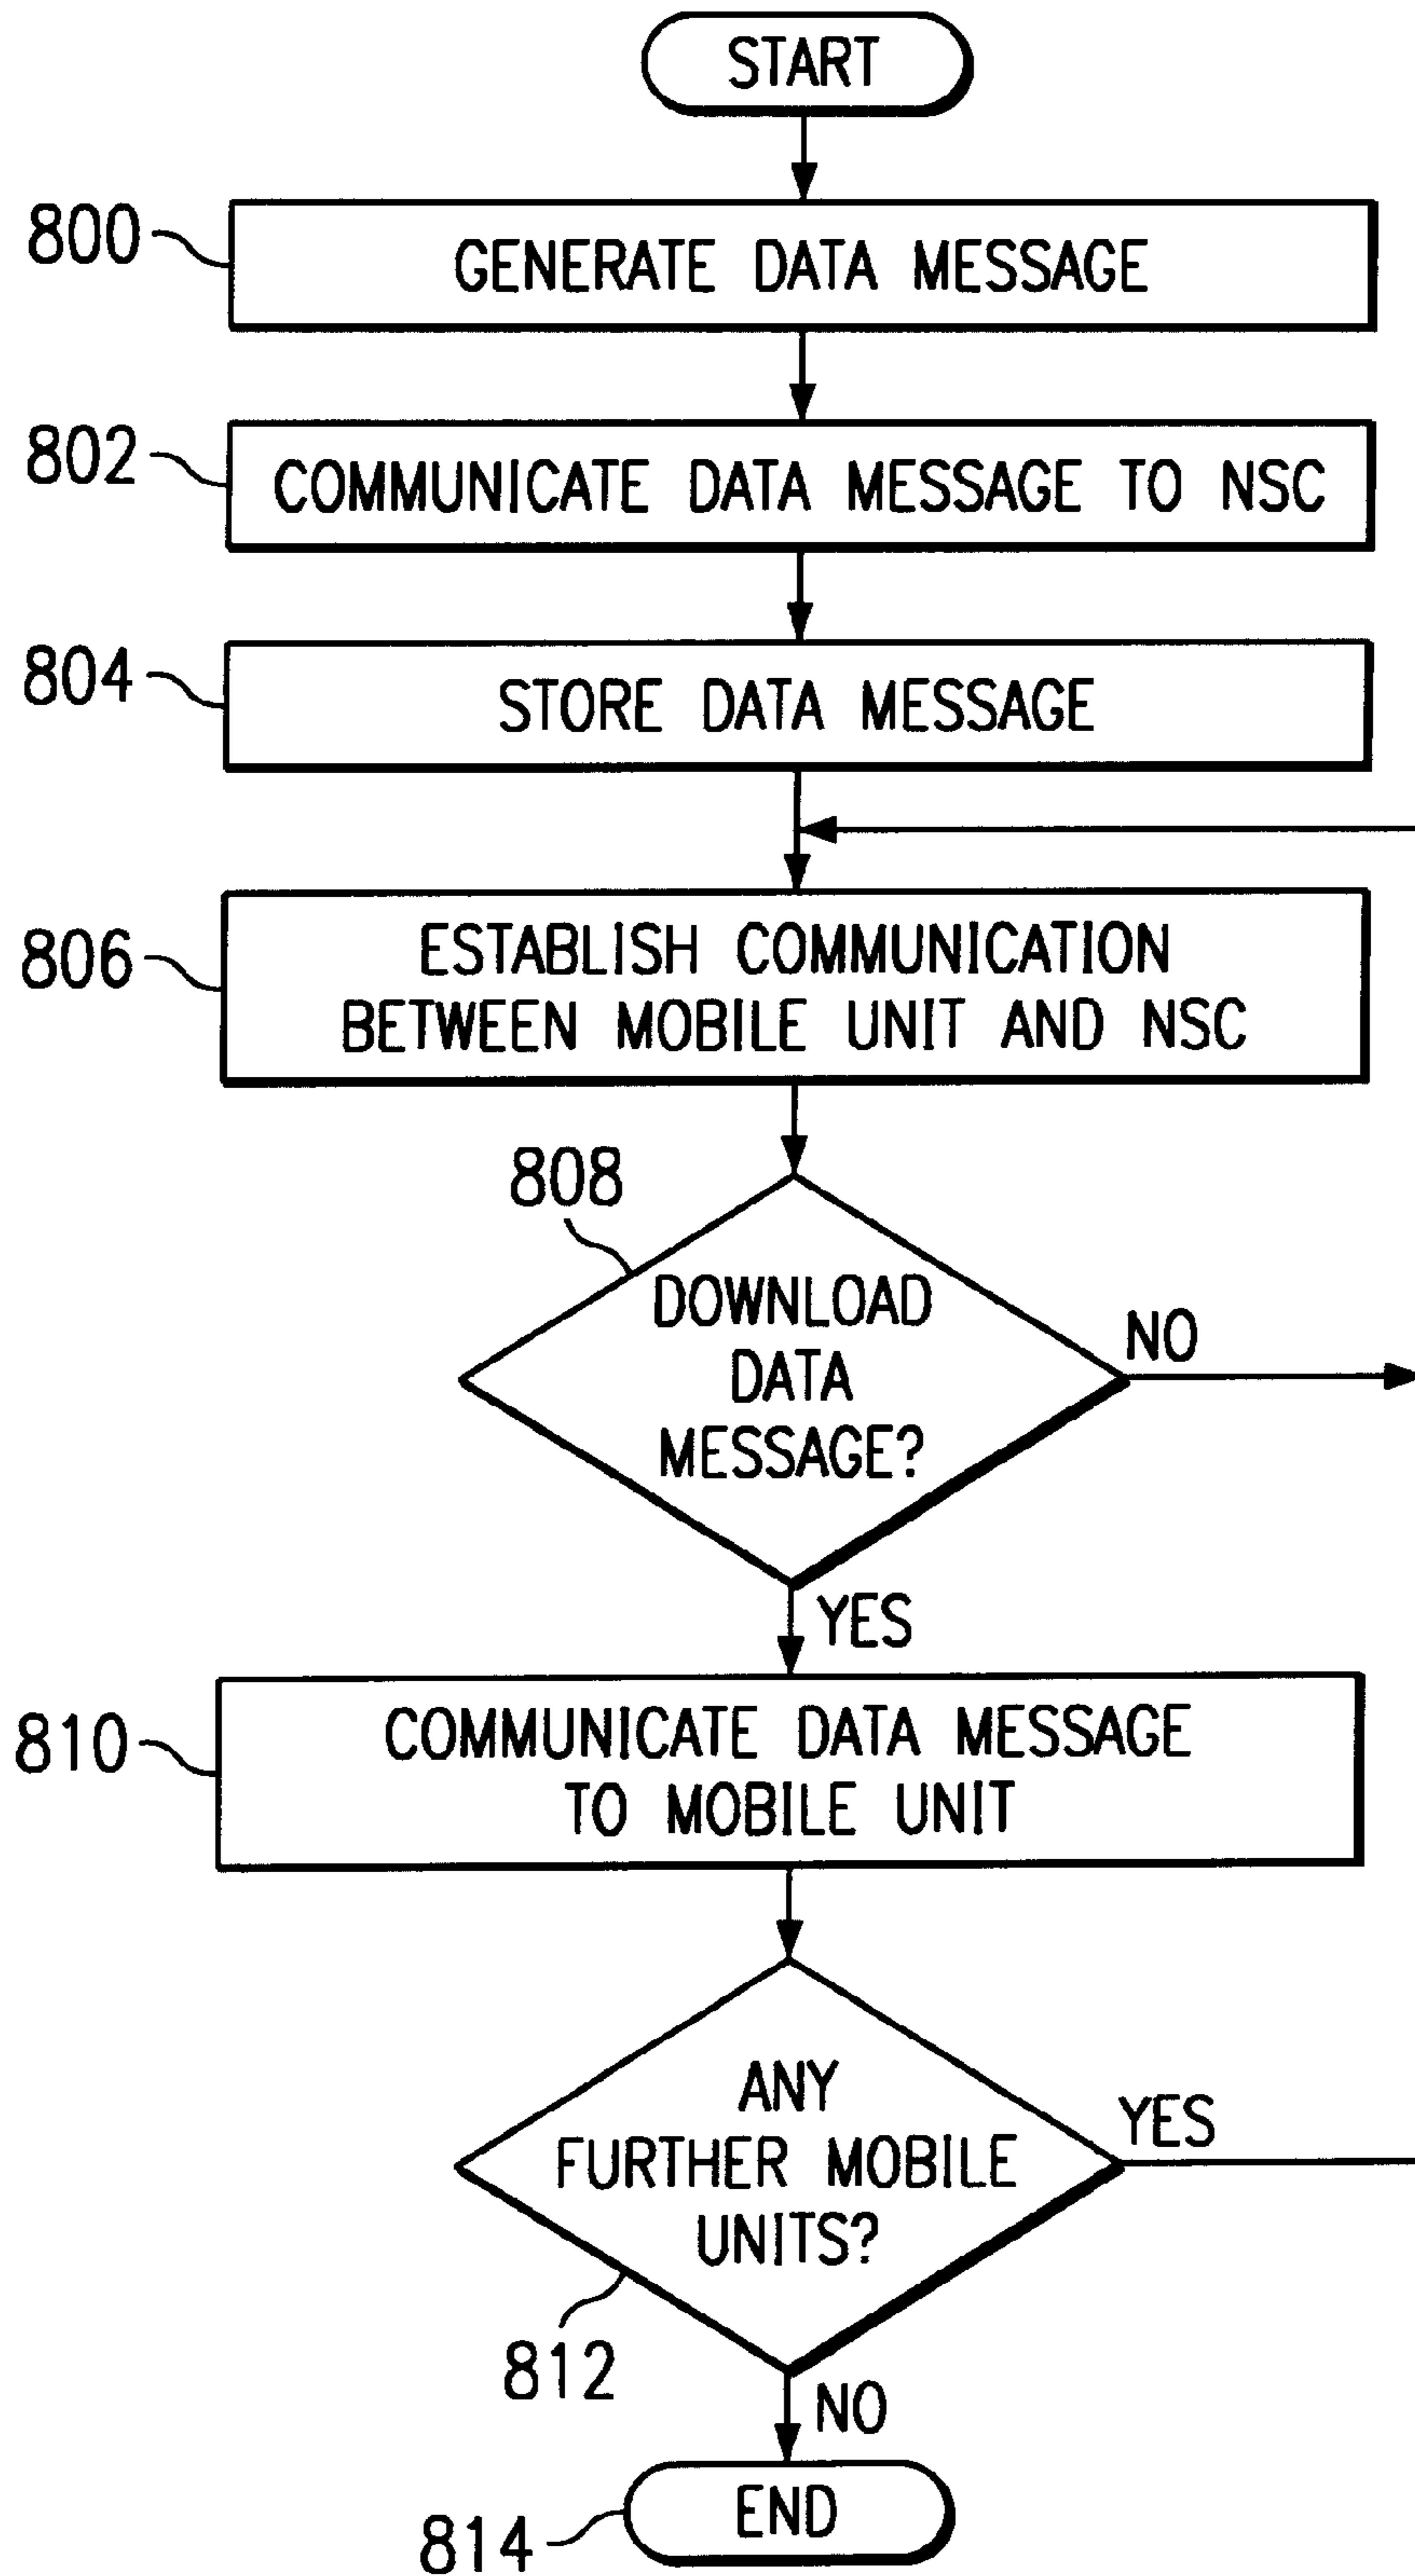 START
800
GENERATE DATA MESSAGE
802
COMMUNICATE DATA MESSAGE TO NSC
804
STORE DATA MESSAGE
806
ESTABLISH COMMUNICATION
BETWEEN MOBILE UNIT AND NSC
808
DOWNLOAD
DATA
MESSAGE?
NO
YES
810
COMMUNICATE DATA MESSAGE
TO MOBILE UNIT
ANY
FURTHER MOBILE
UNITS?
YES
812
NO
END
814